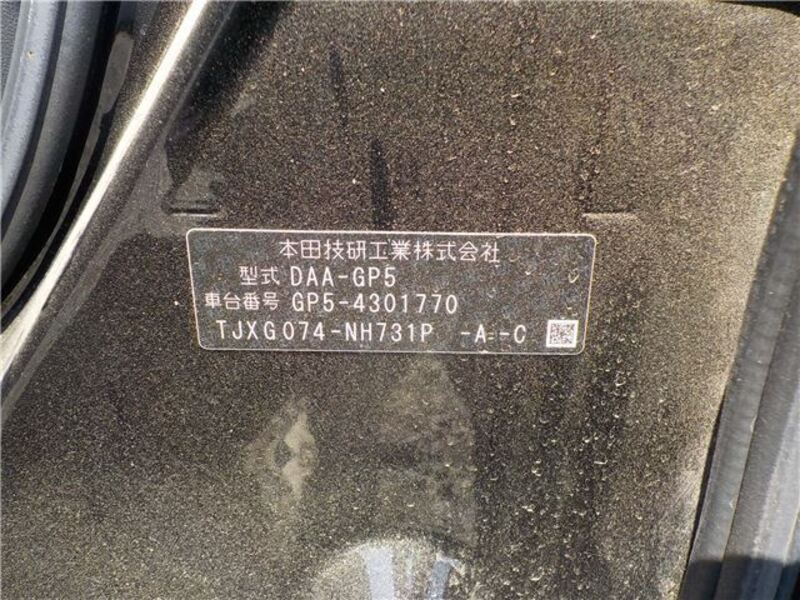 本田技研工業株式会社
型式 DAA-GP5
車台番号 GP5-4301770
TJXG074-NH731P -A -C